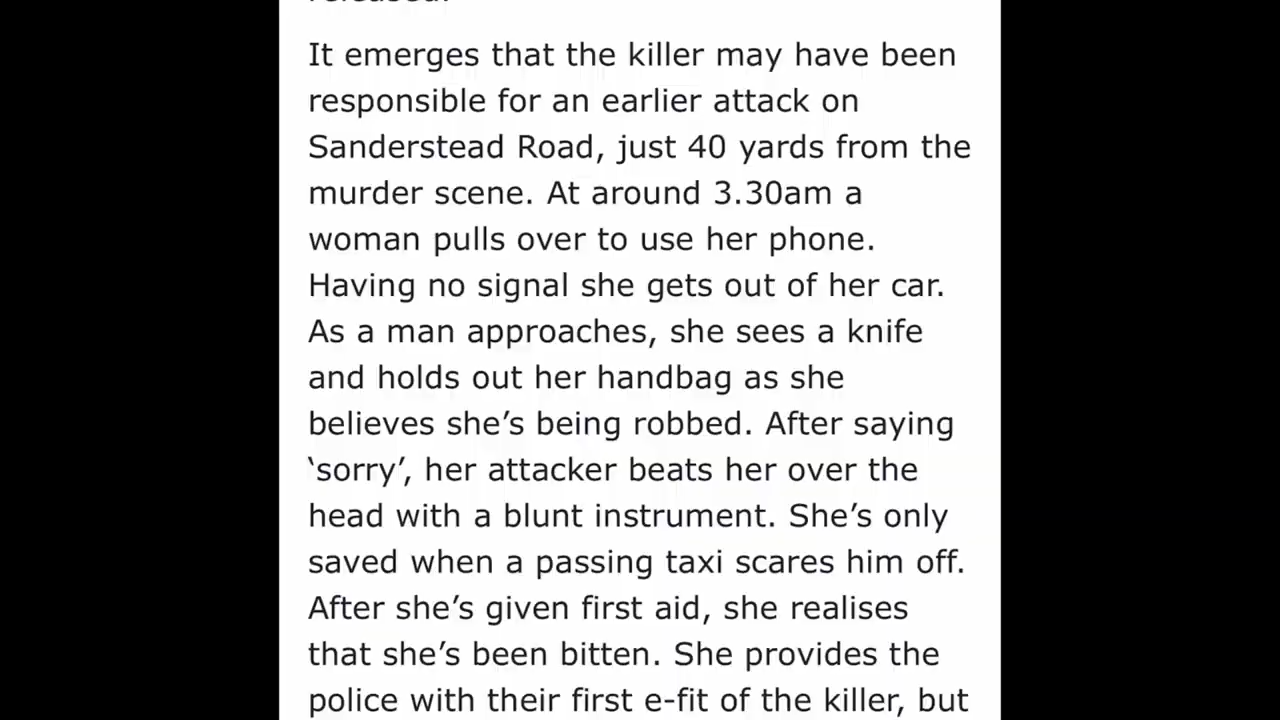 released.
It emerges that the killer may have been
responsible for an earlier attack on
Sanderstead Road, just 40 yards from the
murder scene. At around 3.30am a
woman pulls over to use her phone.
Having no signal she gets out of her car.
As a man approaches, she sees a knife
and holds out her handbag as she
believes she’s being robbed. After saying
‘sorry’, her attacker beats her over the
head with a blunt instrument. She’s only
saved when a passing taxi scares him off.
After she’s given first aid, she realises
that she’s been bitten. She provides the
police with their first e-fit of the killer, but